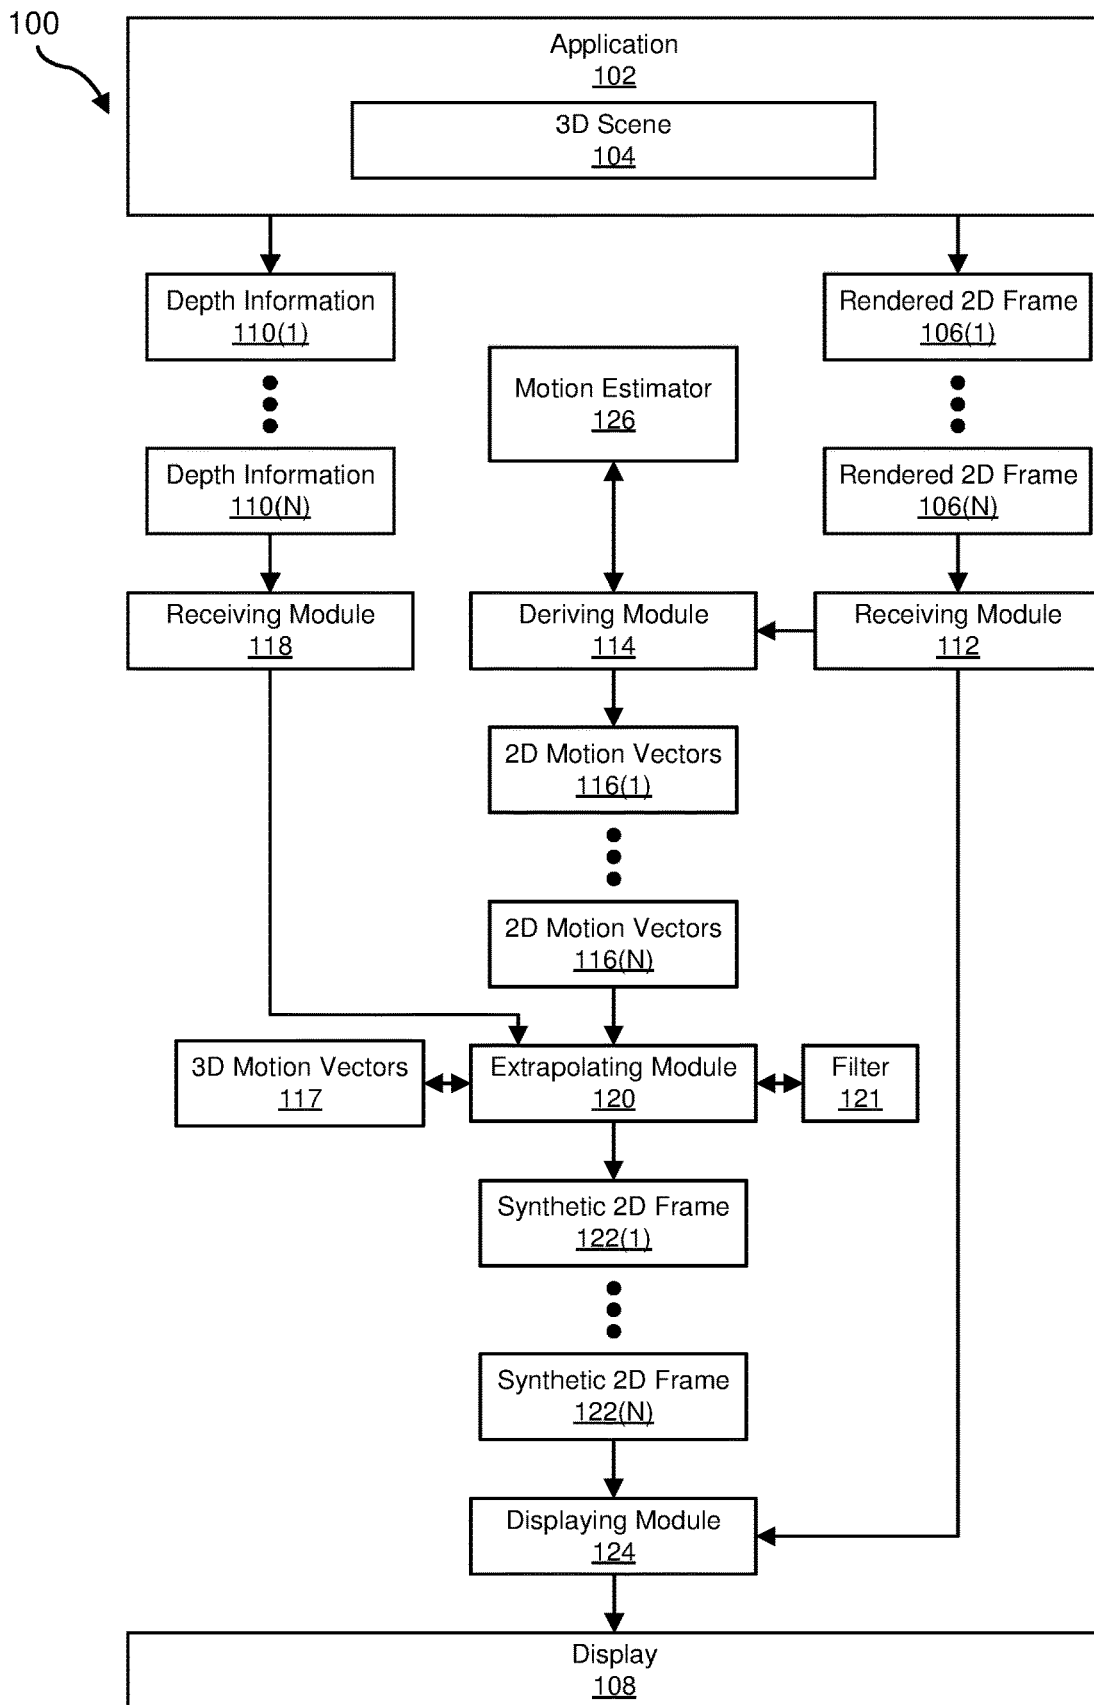 100
Application
102
3D Scene
104
Depth Information
110(1)
Rendered 2D Frame
106(1)
Motion Estimator
126
Depth Information
110(N)
Rendered 2D Frame
106(N)
Receiving Module
118
Deriving Module
114
Receiving Module
112
2D Motion Vectors
116(1)
2D Motion Vectors
116(N)
3D Motion Vectors
117
Extrapolating Module
120
Filter
121
Synthetic 2D Frame
122(1)
Synthetic 2D Frame
122(N)
Displaying Module
124
Display
108